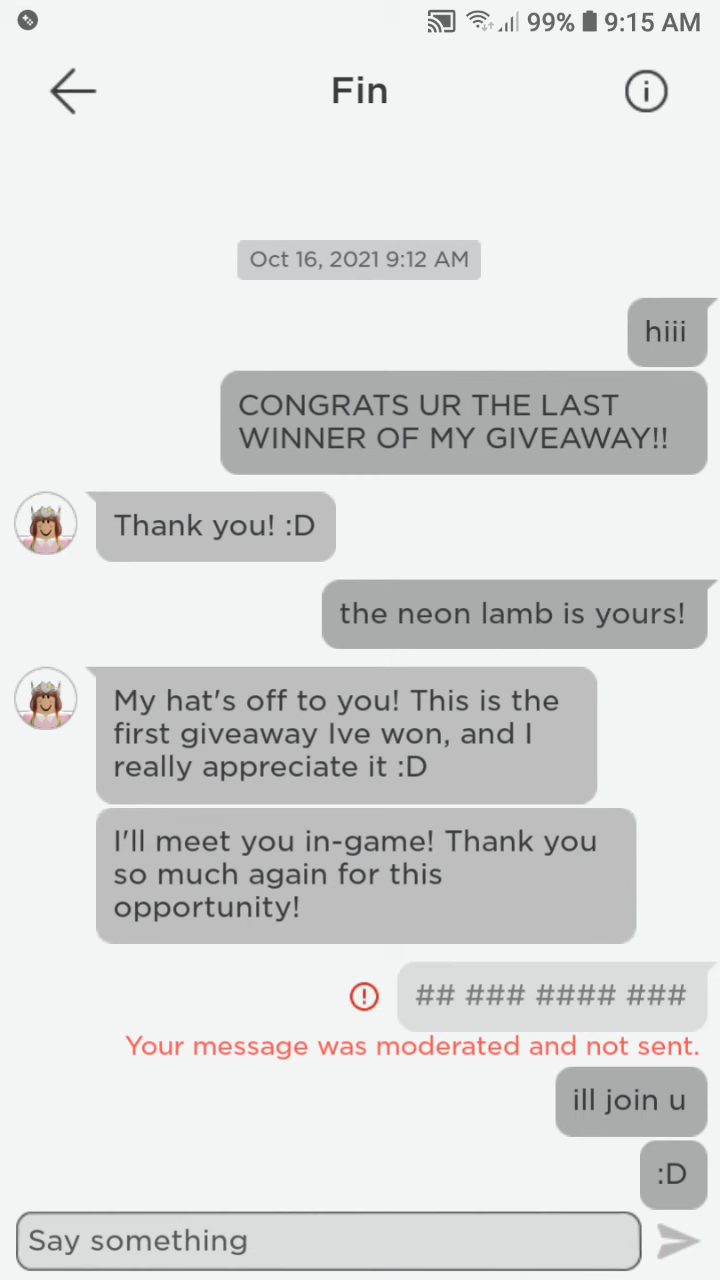 99% 9:15 AM
Fin
Oct 16, 2021 9:12 AM
hiii
CONGRATS UR THE LAST
WINNER OF MY GIVEAWAY!!
Thank you! :D
the neon lamb is yours!
My hat's off to you! This is the
first giveaway Ive won, and I
really appreciate it :D
I'll meet you in-game! Thank you
so much again for this
opportunity!
## ### #### ###
Your message was moderated and not sent.
ill join u
:D
Say something